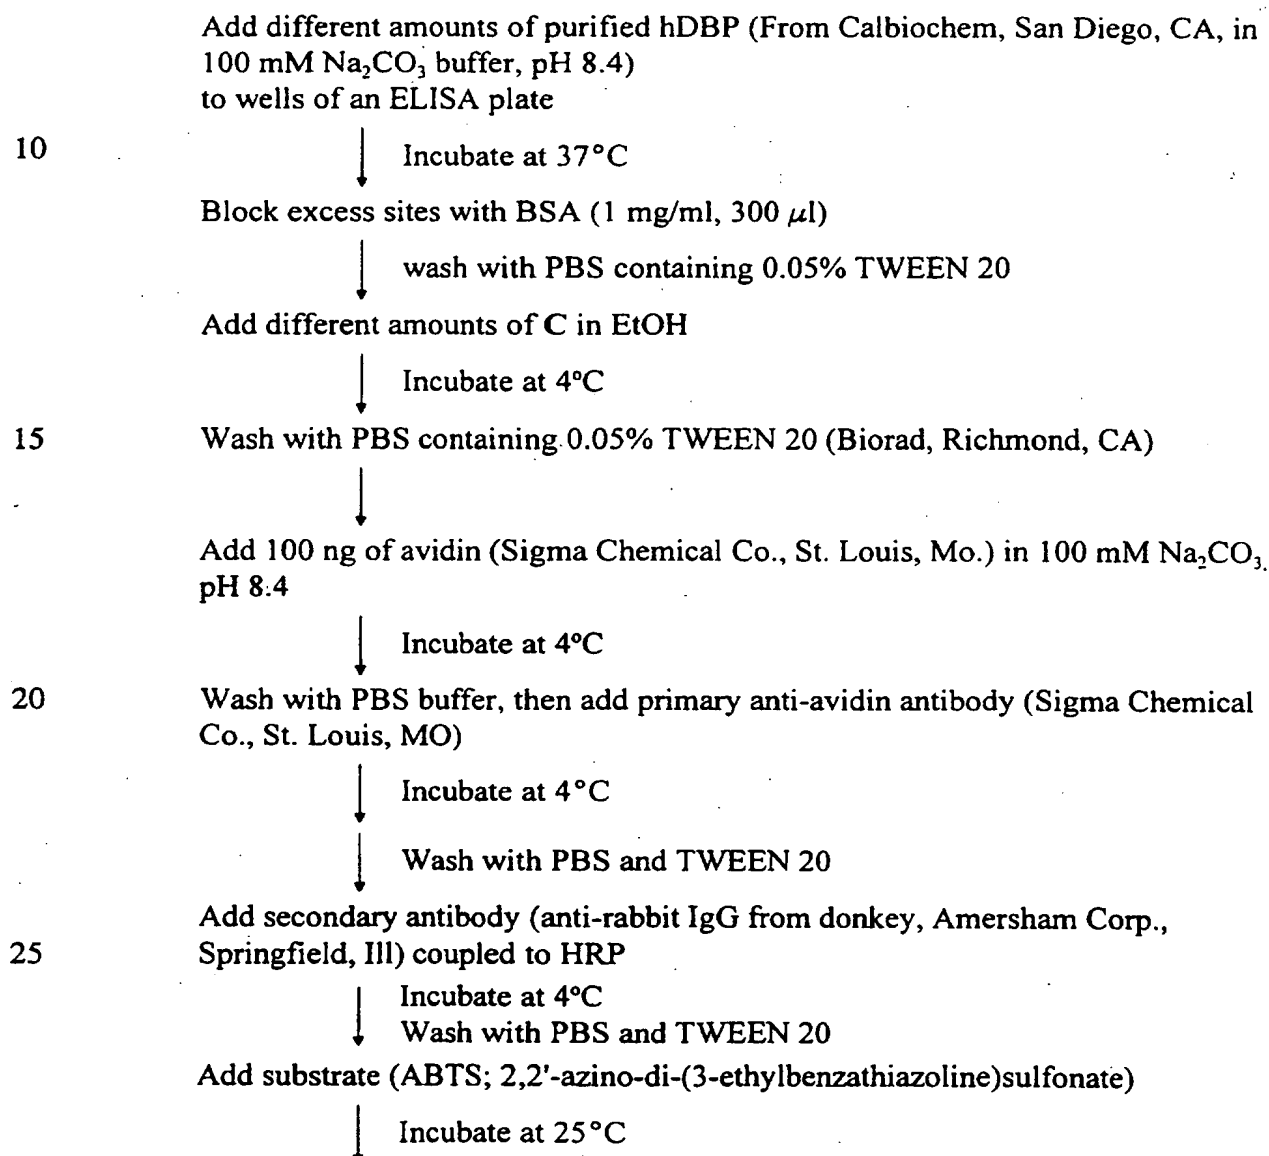 Add different amounts of purified hDBP (From Calbiochem, San Diego, CA, in
100 mM Na₂CO₃ buffer, pH 8.4)
to wells of an ELISA plate
10
Incubate at 37°C
Block excess sites with BSA (1 mg/ml, 300 μl)
wash with PBS containing 0.05% TWEEN 20
Add different amounts of C in EtOH
Incubate at 4°C
15 Wash with PBS containing 0.05% TWEEN 20 (Biorad, Richmond, CA)
Add 100 ng of avidin (Sigma Chemical Co., St. Louis, Mo.) in 100 mM Na₂CO₃
pH 8.4
Incubate at 4°C
20 Wash with PBS buffer, then add primary anti-avidin antibody (Sigma Chemical
Co., St. Louis, MO)
Incubate at 4°C
Wash with PBS and TWEEN 20
Add secondary antibody (anti-rabbit IgG from donkey, Amersham Corp.,
25 Springfield, Ill) coupled to HRP
Incubate at 4°C
Wash with PBS and TWEEN 20
Add substrate (ABTS; 2,2'-azino-di-(3-ethylbenzathiazoline)sulfonate)
Incubate at 25°C